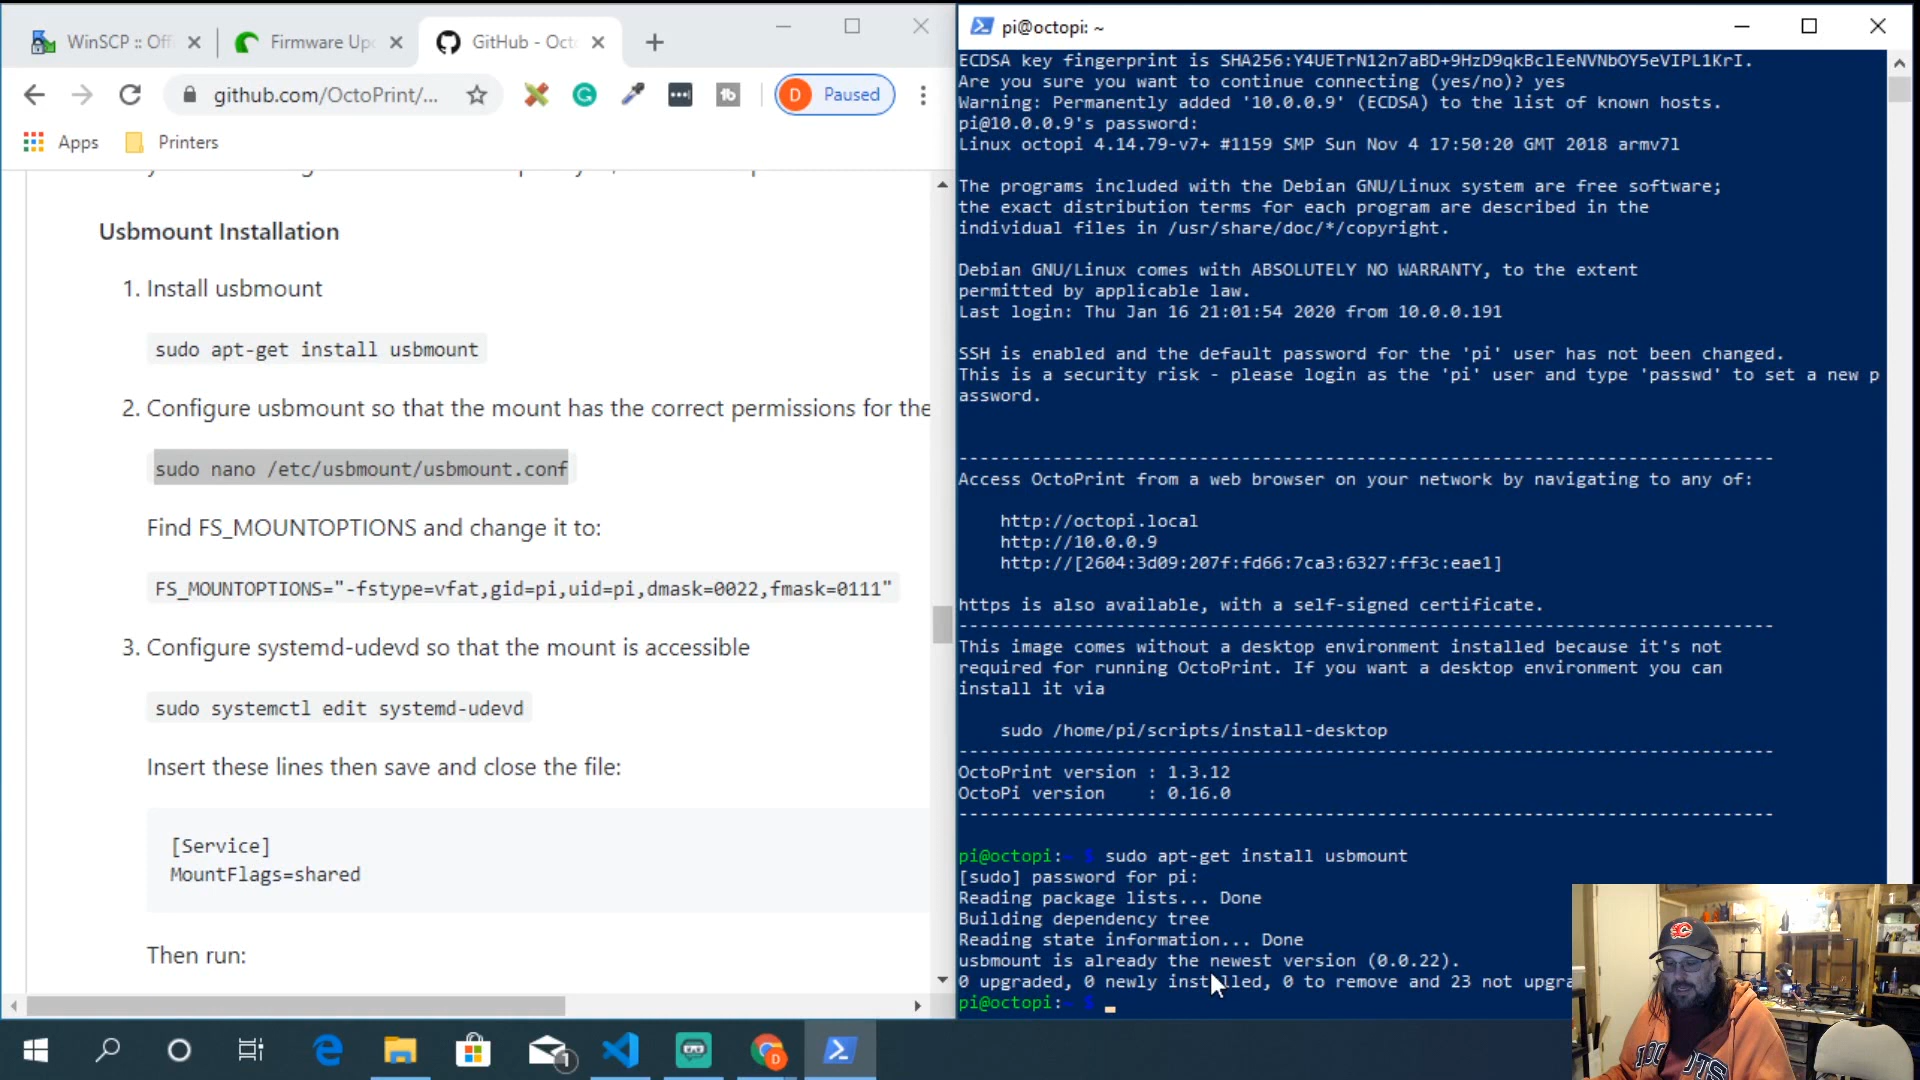 WinSCP :: Offi
Firmware Upd
GitHub - Octo
github.com/OctoPrint/...
Paused
Apps
Printers
Usbmount Installation
1. Install usbmount
sudo apt-get install usbmount
2. Configure usbmount so that the mount has the correct permissions for the
sudo nano /etc/usbmount/usbmount.conf
Find FS_MOUNTOPTIONS and change it to:
FS_MOUNTOPTIONS="-fstype=vfat,gid=pi,uid=pi,dmask=0022,fmask=0111"
3. Configure systemd-udevd so that the mount is accessible
sudo systemctl edit systemd-udevd
Insert these lines then save and close the file:
[Service]
MountFlags=shared
Then run:
pi@octopi: ~
ECDSA key fingerprint is SHA256:Y4UETrN12n7aBD+9HzD9qkBclEeNVNbOY5eVIPL1KrI.
Are you sure you want to continue connecting (yes/no)? yes
Warning: Permanently added '10.0.0.9' (ECDSA) to the list of known hosts.
pi@10.0.0.9's password:
Linux octopi 4.14.79-v7+ #1159 SMP Sun Nov 4 17:50:20 GMT 2018 armv7l
The programs included with the Debian GNU/Linux system are free software;
the exact distribution terms for each program are described in the
individual files in /usr/share/doc/*/copyright.
Debian GNU/Linux comes with ABSOLUTELY NO WARRANTY, to the extent
permitted by applicable law.
Last login: Thu Jan 16 21:01:54 2020 from 10.0.0.191
SSH is enabled and the default password for the 'pi' user has not been changed.
This is a security risk - please login as the 'pi' user and type 'passwd' to set a new p
assword.
------------------------------------------------------------------------------
Access OctoPrint from a web browser on your network by navigating to any of:
http://octopi.local
http://10.0.0.9
http://[2604:3d09:207f:fd66:7ca3:6327:ff3c:eae1]
https is also available, with a self-signed certificate.
------------------------------------------------------------------------------
This image comes without a desktop environment installed because it's not
required for running OctoPrint. If you want a desktop environment you can
install it via
sudo /home/pi/scripts/install-desktop
------------------------------------------------------------------------------
OctoPrint version : 1.3.12
OctoPi version : 0.16.0
------------------------------------------------------------------------------
pi@octopi:~ $ sudo apt-get install usbmount
[sudo] password for pi:
Reading package lists... Done
Building dependency tree
Reading state information... Done
usbmount is already the newest version (0.0.22).
0 upgraded, 0 newly installed, 0 to remove and 23 not upgra
pi@octopi:~ $